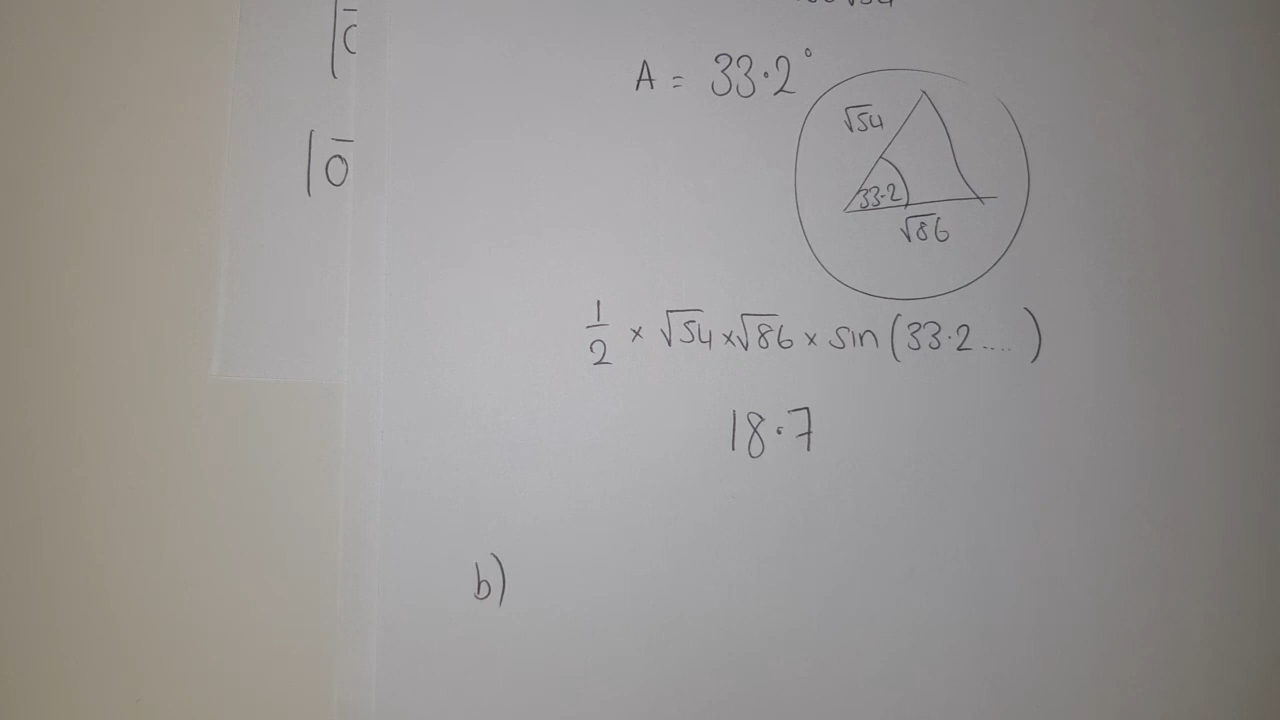 A = 33.2°
√54
33.2
√86
1/2 × √54 × √86 × sin (33.2....)
18.7
b)